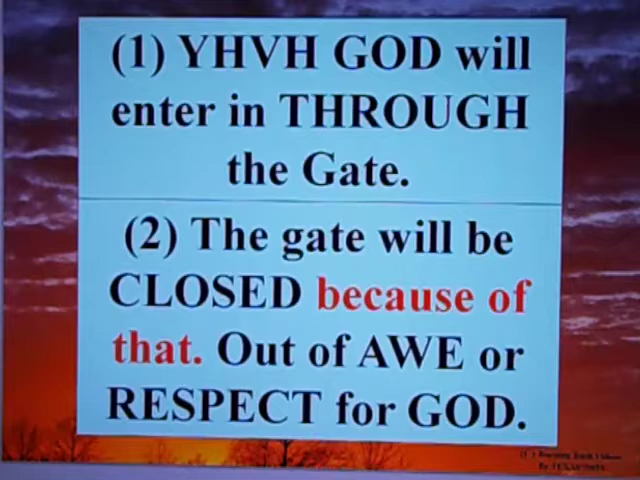 (1) YHVH GOD will
enter in THROUGH
the Gate.
(2) The gate will be
CLOSED because of
that. Out of AWE or
RESPECT for GOD.